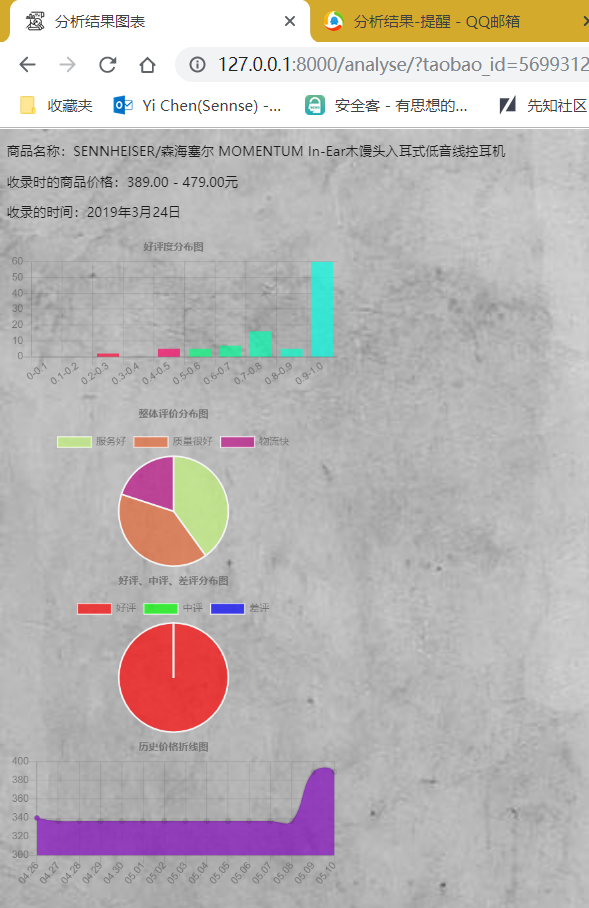 分析结果图表
分析结果-提醒 - QQ邮箱
127.0.0.1:8000/analyse/?taobao_id=5699312
收藏夹
Yi Chen(Sennse) -...
安全客 - 有思想的...
先知社区
商品名称：SENNHEISER/森海塞尔 MOMENTUM In-Ear木馒头入耳式低音线控耳机
收录时的商品价格：389.00 - 479.00元
收录的时间：2019年3月24日
好评度分布图
60
50
40
30
20
10
0
0-0.1 0.1-0.2 0.2-0.3 0.3-0.4 0.4-0.5 0.5-0.6 0.6-0.7 0.7-0.8 0.8-0.9 0.9-1.0
整体评价分布图
服务好 质量很好 物流快
好评、中评、差评分布图
好评 中评 差评
历史价格折线图
400
380
360
340
320
300
04.26 04.27 04.28 04.29 04.30 05.01 05.02 05.03 05.04 05.05 05.06 05.07 05.08 05.09 05.10